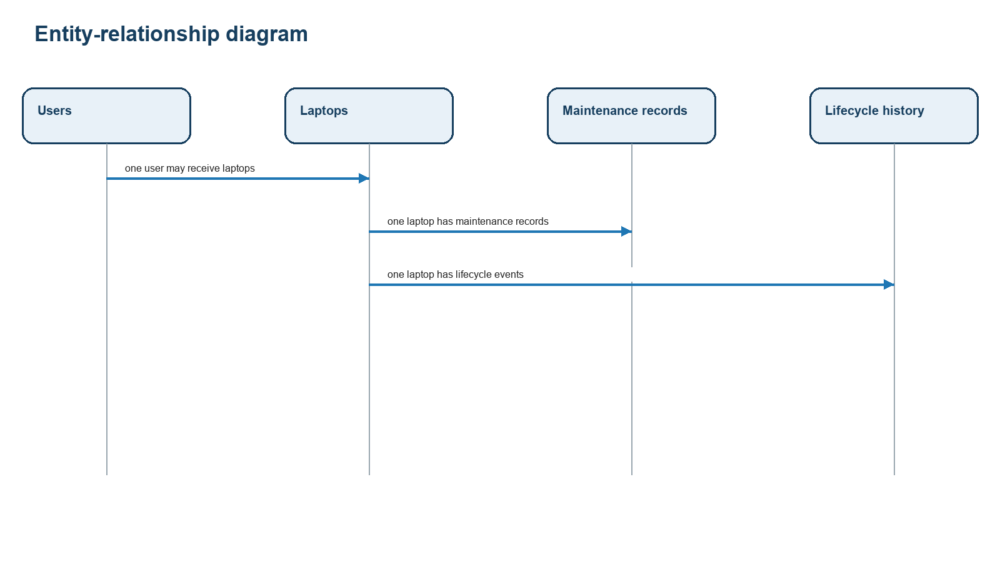 Entity-relationship diagram
Users
Laptops
Maintenance records
Lifecycle history
one user may receive laptops
one laptop has maintenance records
one laptop has lifecycle events